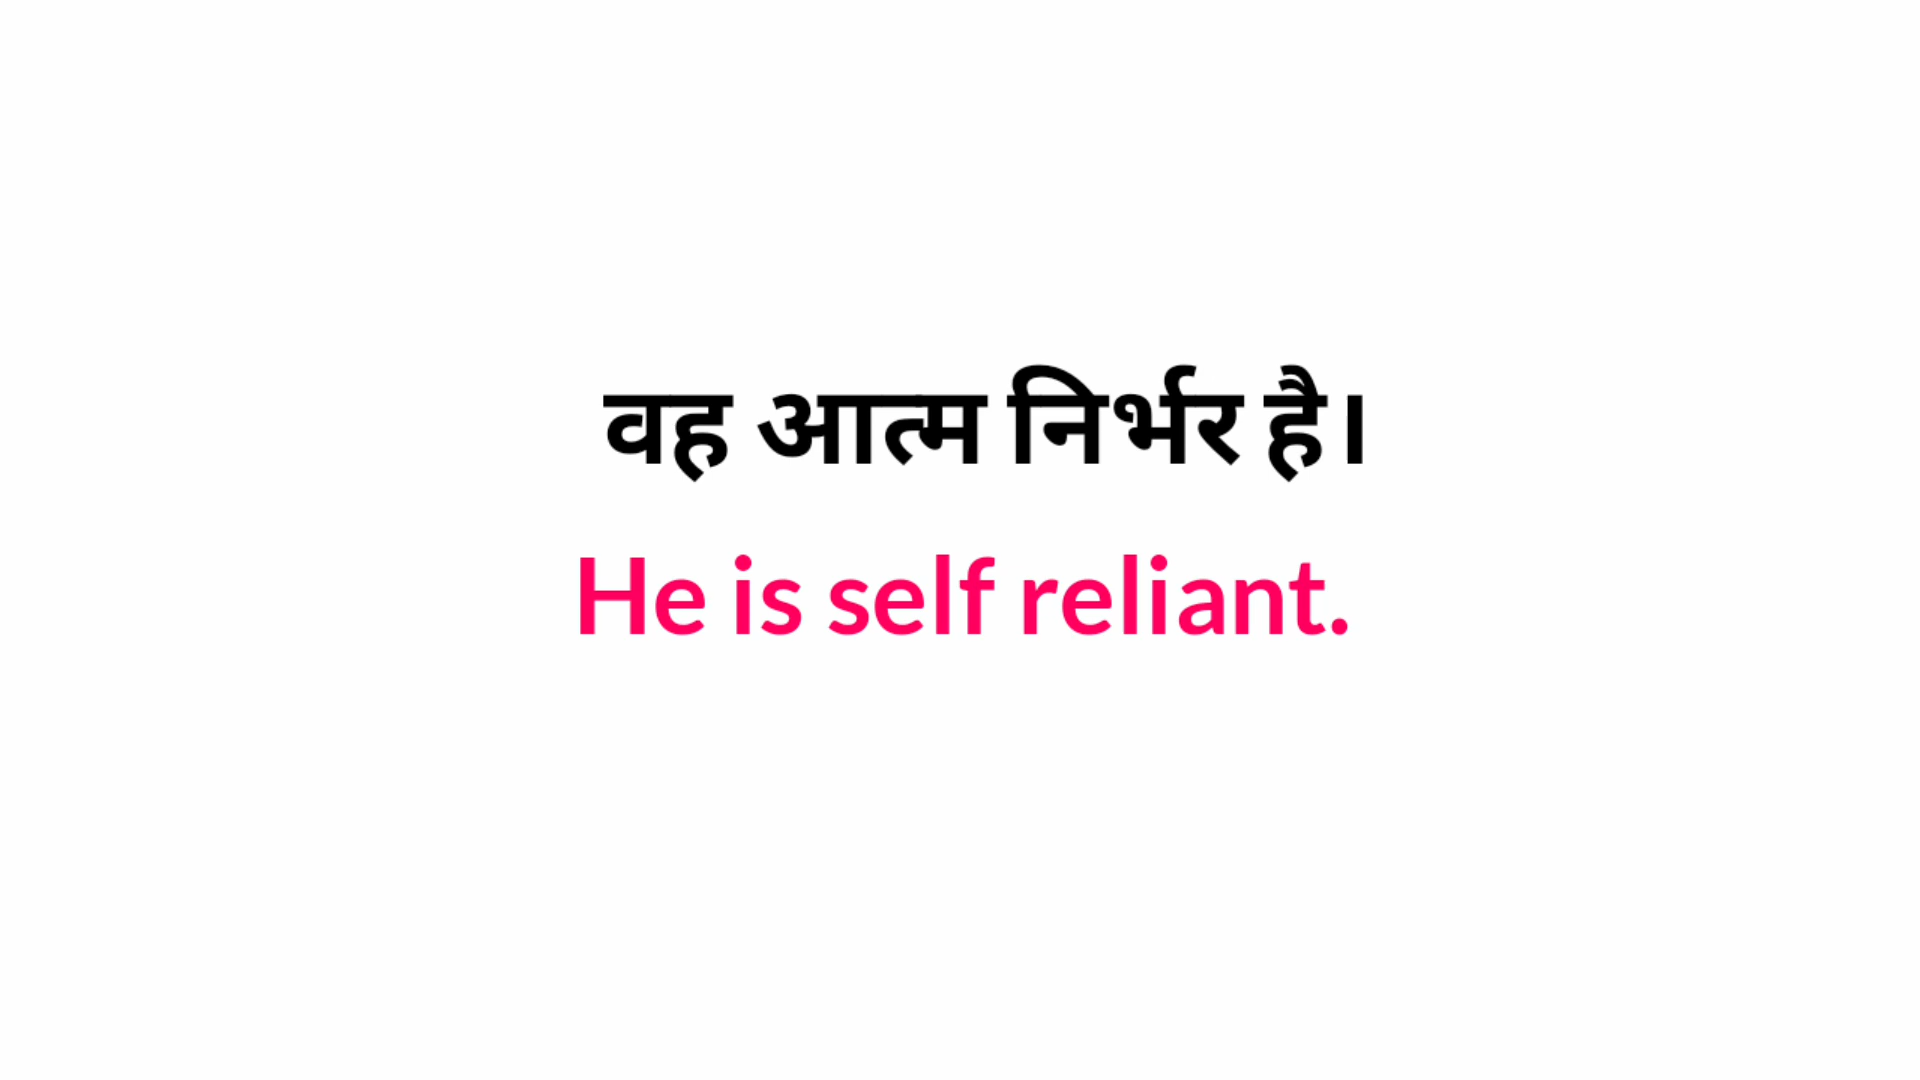 वह आत्म निर्भर है।
He is self reliant.